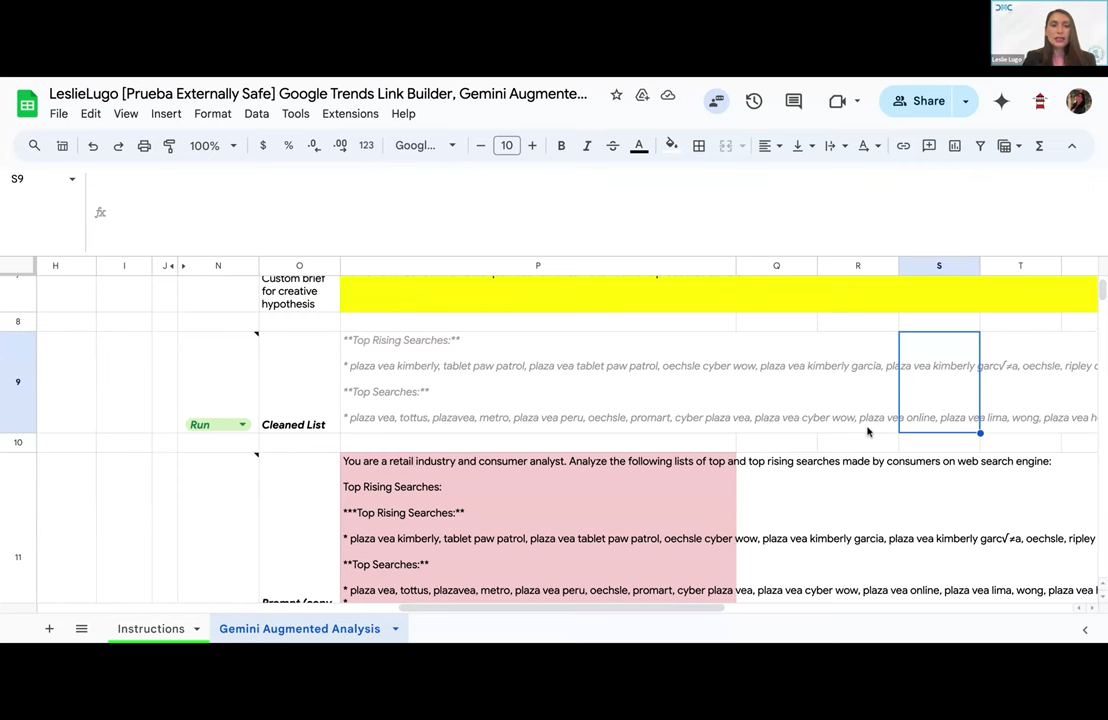 DMC
Leslie Lugo
LeslieLugo [Prueba Externally Safe] Google Trends Link Builder, Gemini Augmente...
Share
File Edit View Insert Format Data Tools Extensions Help
100% $ % .0 .00 123 Googl... 10 B I A
S9
fx
H I J N O P Q R S T
Custom brief
for creative
hypothesis
8
**Top Rising Searches:**
* plaza vea kimberly, tablet paw patrol, plaza vea tablet paw patrol, oechsle cyber wow, plaza vea kimberly garcia, plaza vea kimberly garc√≠a, oechsle, ripley
9
**Top Searches:**
* plaza vea, tottus, plazavea, metro, plaza vea peru, oechsle, promart, cyber plaza vea, plaza vea cyber wow, plaza vea online, plaza vea lima, wong, plaza vea
Run Cleaned List
10
You are a retail industry and consumer analyst. Analyze the following lists of top and top rising searches made by consumers on web search engine:
Top Rising Searches:
***Top Rising Searches:**
* plaza vea kimberly, tablet paw patrol, plaza vea tablet paw patrol, oechsle cyber wow, plaza vea kimberly garcia, plaza vea kimberly garc√≠a, oechsle, ripley
11
**Top Searches:**
* plaza vea, tottus, plazavea, metro, plaza vea peru, oechsle, promart, cyber plaza vea, plaza vea cyber wow, plaza vea online, plaza vea lima, wong, plaza vea
Prompt (copy
*
Instructions Gemini Augmented Analysis